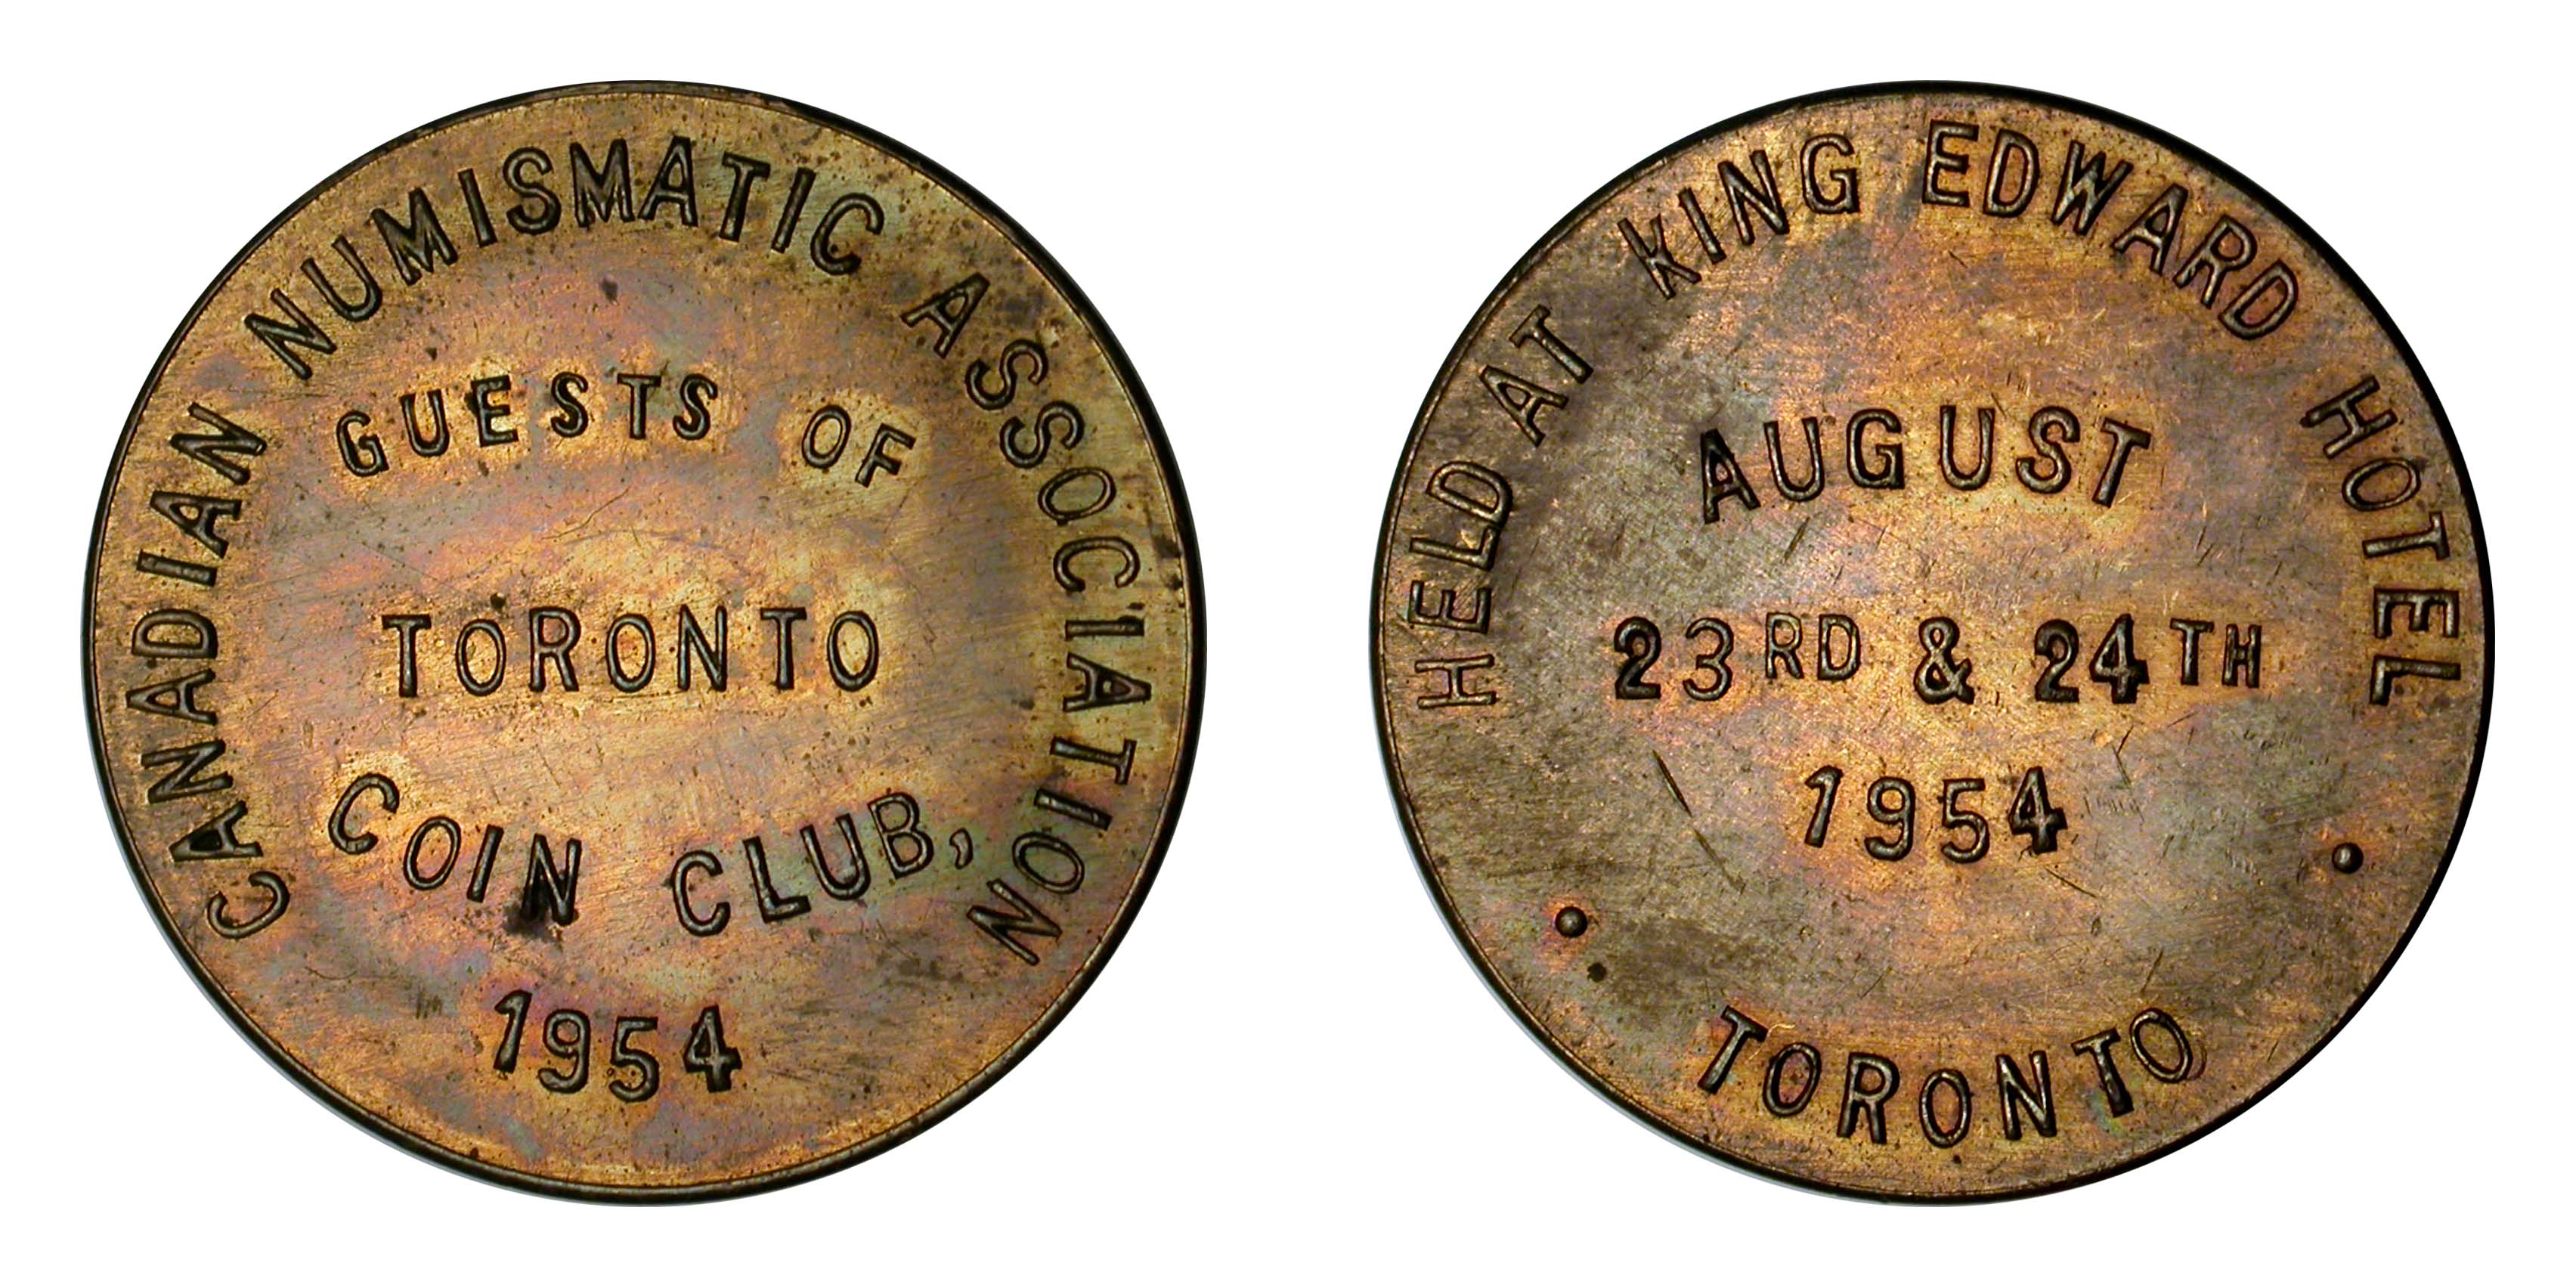 CANADIAN NUMISMATIC ASSOCIATION
GUESTS OF
TORONTO
COIN CLUB,
1954
HELD AT KING EDWARD HOTEL
AUGUST
23RD & 24TH
1954
• TORONTO •